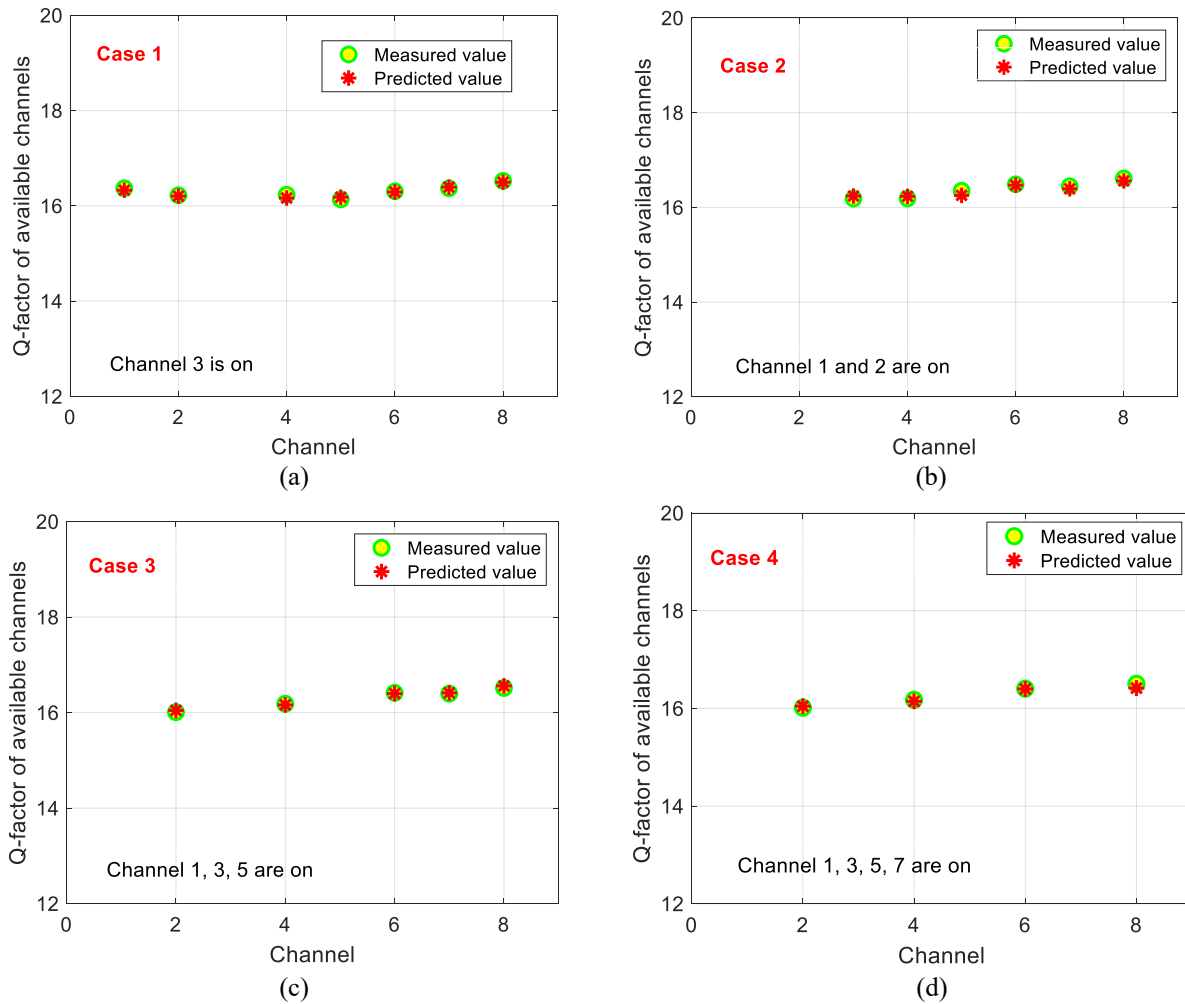 20
18
16
14
12
Q-factor of available channels
Case 1
Measured value
Predicted value
Channel 3 is on
0
2
4
6
8
Channel
(a)
20
18
16
14
12
Q-factor of available channels
Case 2
Measured value
Predicted value
Channel 1 and 2 are on
0
2
4
6
8
Channel
(b)
20
18
16
14
12
Q-factor of available channels
Case 3
Measured value
Predicted value
Channel 1, 3, 5 are on
0
2
4
6
8
Channel
(c)
20
18
16
14
12
Q-factor of available channels
Case 4
Measured value
Predicted value
Channel 1, 3, 5, 7 are on
0
2
4
6
8
Channel
(d)